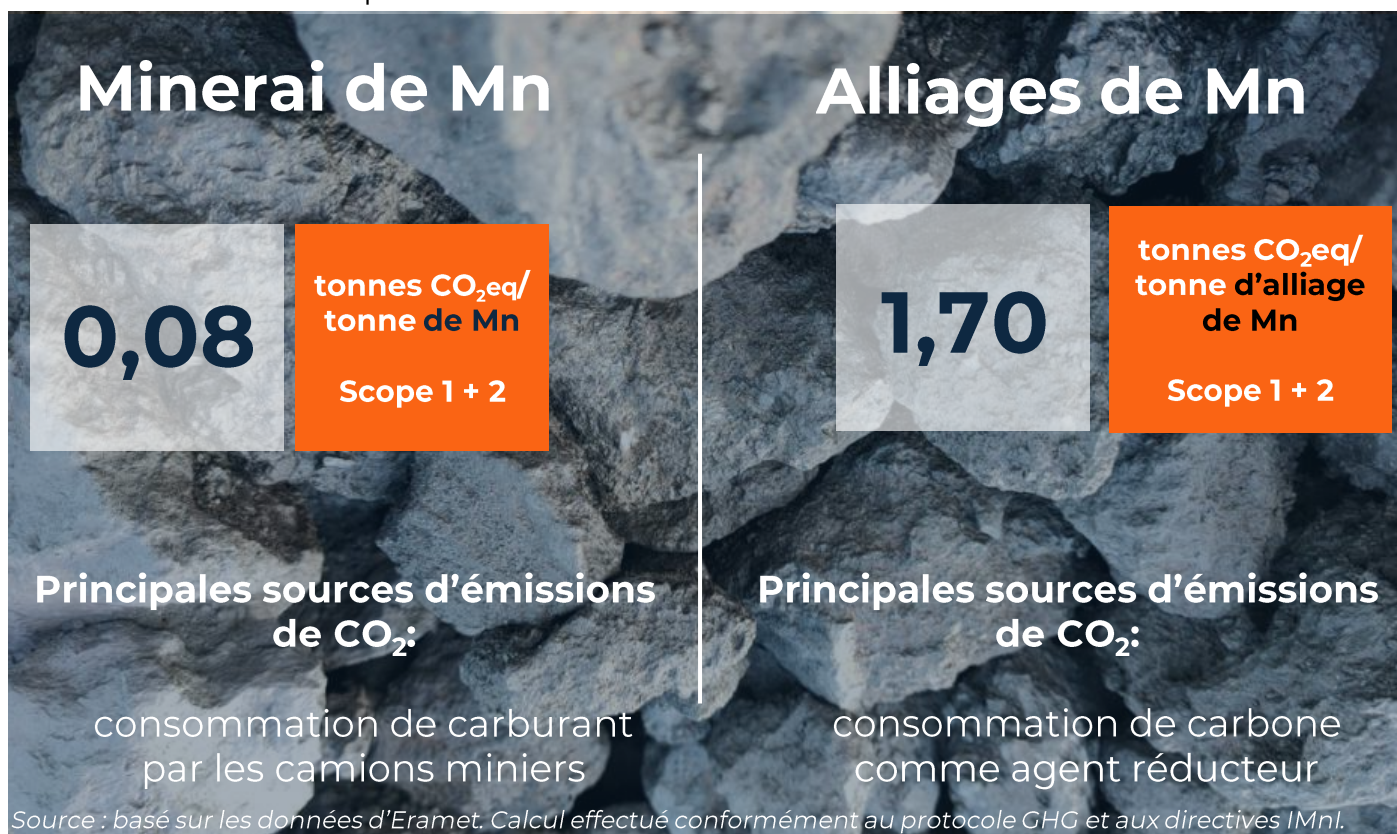 Minerai de Mn
0,08
tonnes CO₂eq/
tonne de Mn
Scope 1 + 2
Principales sources d’émissions
de CO₂:
consommation de carburant
par les camions miniers
Alliages de Mn
1,70
tonnes CO₂eq/
tonne d’alliage
de Mn
Scope 1 + 2
Principales sources d’émissions
de CO₂:
consommation de carbone
comme agent réducteur
Source : basé sur les données d’Eramet. Calcul effectué conformément au protocole GHG et aux directives IMnI.